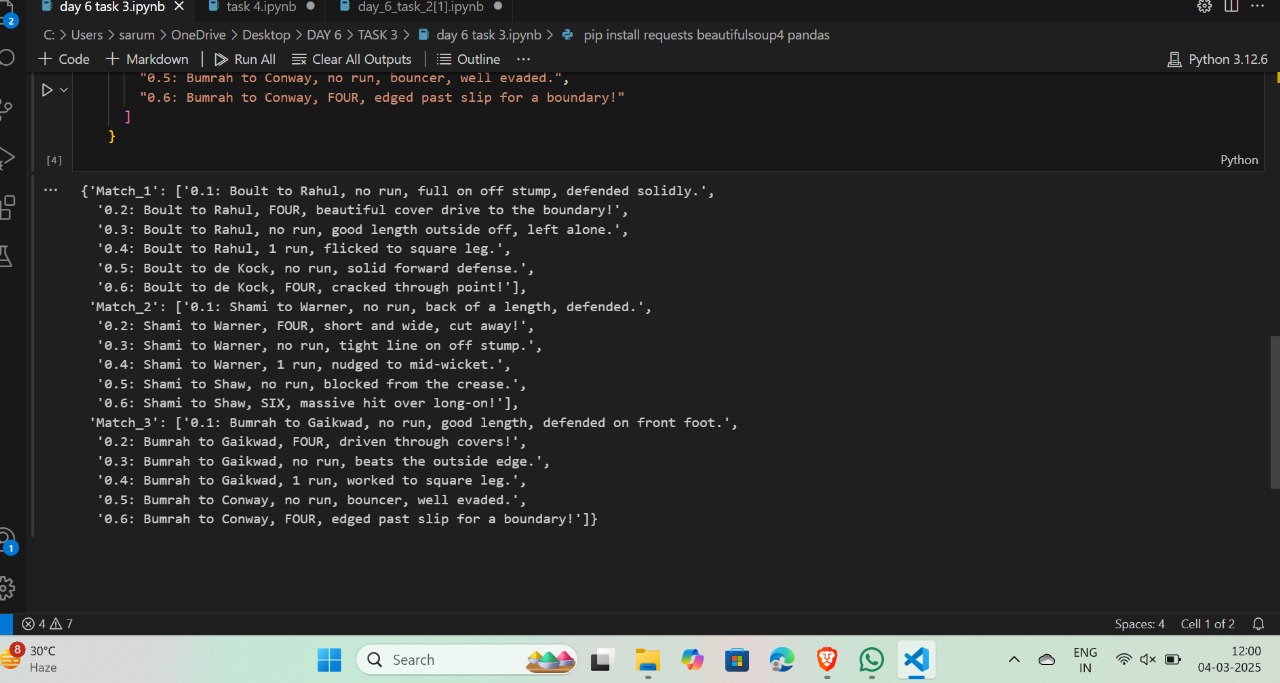 day 6 task 3.ipynb
task 4.ipynb
day_6_task_2[1].ipynb
2
C: > Users > sarum > OneDrive > Desktop > DAY 6 > TASK 3 > day 6 task 3.ipynb > pip install requests beautifulsoup4 pandas
+ Code + Markdown | Run All Clear All Outputs | Outline ...
Python 3.12.6
"0.5: Bumrah to Conway, no run, bouncer, well evaded.",
"0.6: Bumrah to Conway, FOUR, edged past slip for a boundary!"
]
}
[4]
Python
{'Match_1': ['0.1: Boult to Rahul, no run, full on off stump, defended solidly.',
'0.2: Boult to Rahul, FOUR, beautiful cover drive to the boundary!',
'0.3: Boult to Rahul, no run, good length outside off, left alone.',
'0.4: Boult to Rahul, 1 run, flicked to square leg.',
'0.5: Boult to de Kock, no run, solid forward defense.',
'0.6: Boult to de Kock, FOUR, cracked through point!'],
'Match_2': ['0.1: Shami to Warner, no run, back of a length, defended.',
'0.2: Shami to Warner, FOUR, short and wide, cut away!',
'0.3: Shami to Warner, no run, tight line on off stump.',
'0.4: Shami to Warner, 1 run, nudged to mid-wicket.',
'0.5: Shami to Shaw, no run, blocked from the crease.',
'0.6: Shami to Shaw, SIX, massive hit over long-on!'],
'Match_3': ['0.1: Bumrah to Gaikwad, no run, good length, defended on front foot.',
'0.2: Bumrah to Gaikwad, FOUR, driven through covers!',
'0.3: Bumrah to Gaikwad, no run, beats the outside edge.',
'0.4: Bumrah to Gaikwad, 1 run, worked to square leg.',
'0.5: Bumrah to Conway, no run, bouncer, well evaded.',
'0.6: Bumrah to Conway, FOUR, edged past slip for a boundary!']}
1
4 7
Spaces: 4 Cell 1 of 2
8
30°C
Haze
Search
ENG
IN
12:00
04-03-2025